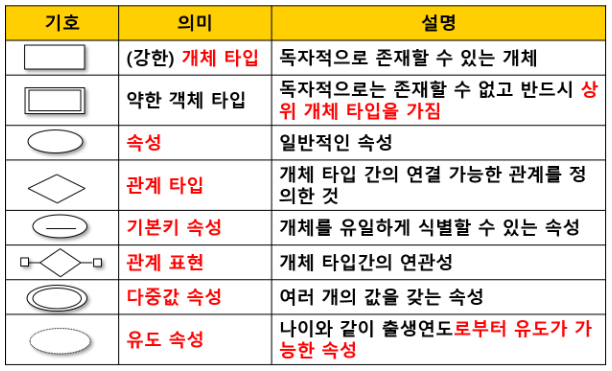 기호 의미 설명
(강한) 개체 타입 독자적으로 존재할 수 있는 개체
약한 객체 타입 독자적으로는 존재할 수 없고 반드시 상
위 개체 타입을 가짐
속성 일반적인 속성
관계 타입 개체 타입 간의 연결 가능한 관계를 정
의한 것
기본키 속성 개체를 유일하게 식별할 수 있는 속성
관계 표현 개체 타입간의 연관성
다중값 속성 여러 개의 값을 갖는 속성
유도 속성 나이와 같이 출생연도로부터 유도가 가
능한 속성